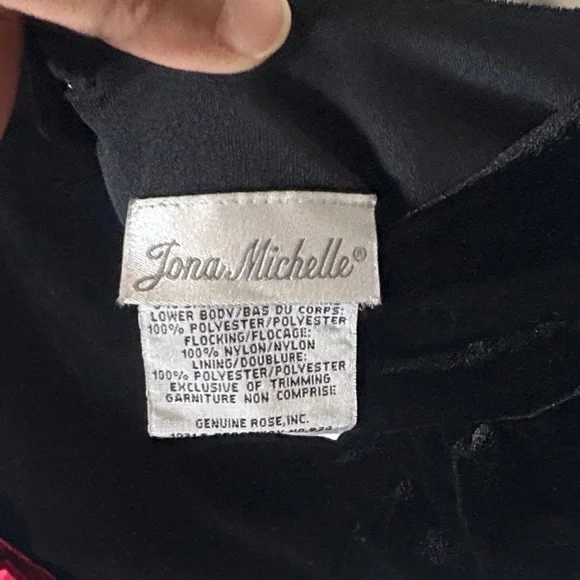 Jona Michelle®
LOWER BODY/BAS DU CORPS:
100% POLYESTER/POLYESTER
FLOCKING/FLOCAGE:
100% NYLON/NYLON
LINING/DOUBLURE:
100% POLYESTER/POLYESTER
EXCLUSIVE OF TRIMMING
GARNITURE NON COMPRISE
GENUINE ROSE, INC.